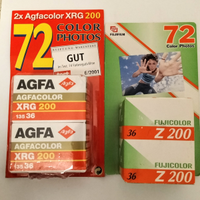 2x Agfacolor XRG 200
72
COLOR
PHOTOS
GUT
6/2001
AGFA
AGFACOLOR
XRG 200
135 36
AGFA
AGFACOLOR
XRG 200
135 36
FUJIFILM
72
Color Photos
FUJICOLOR
36 Z 200
FUJICOLOR
36 Z 200